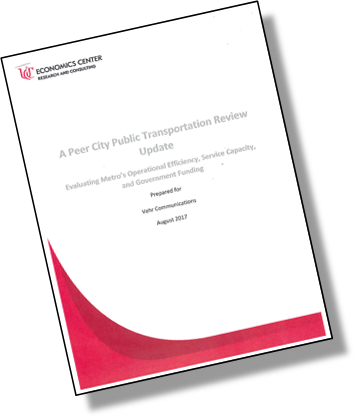 UC ECONOMICS CENTER
RESEARCH AND CONSULTING
A Peer City Public Transportation Review
Update
Evaluating Metro's Operational Efficiency, Service Capacity,
and Government Funding
Prepared for
Vehr Communications
August 2017